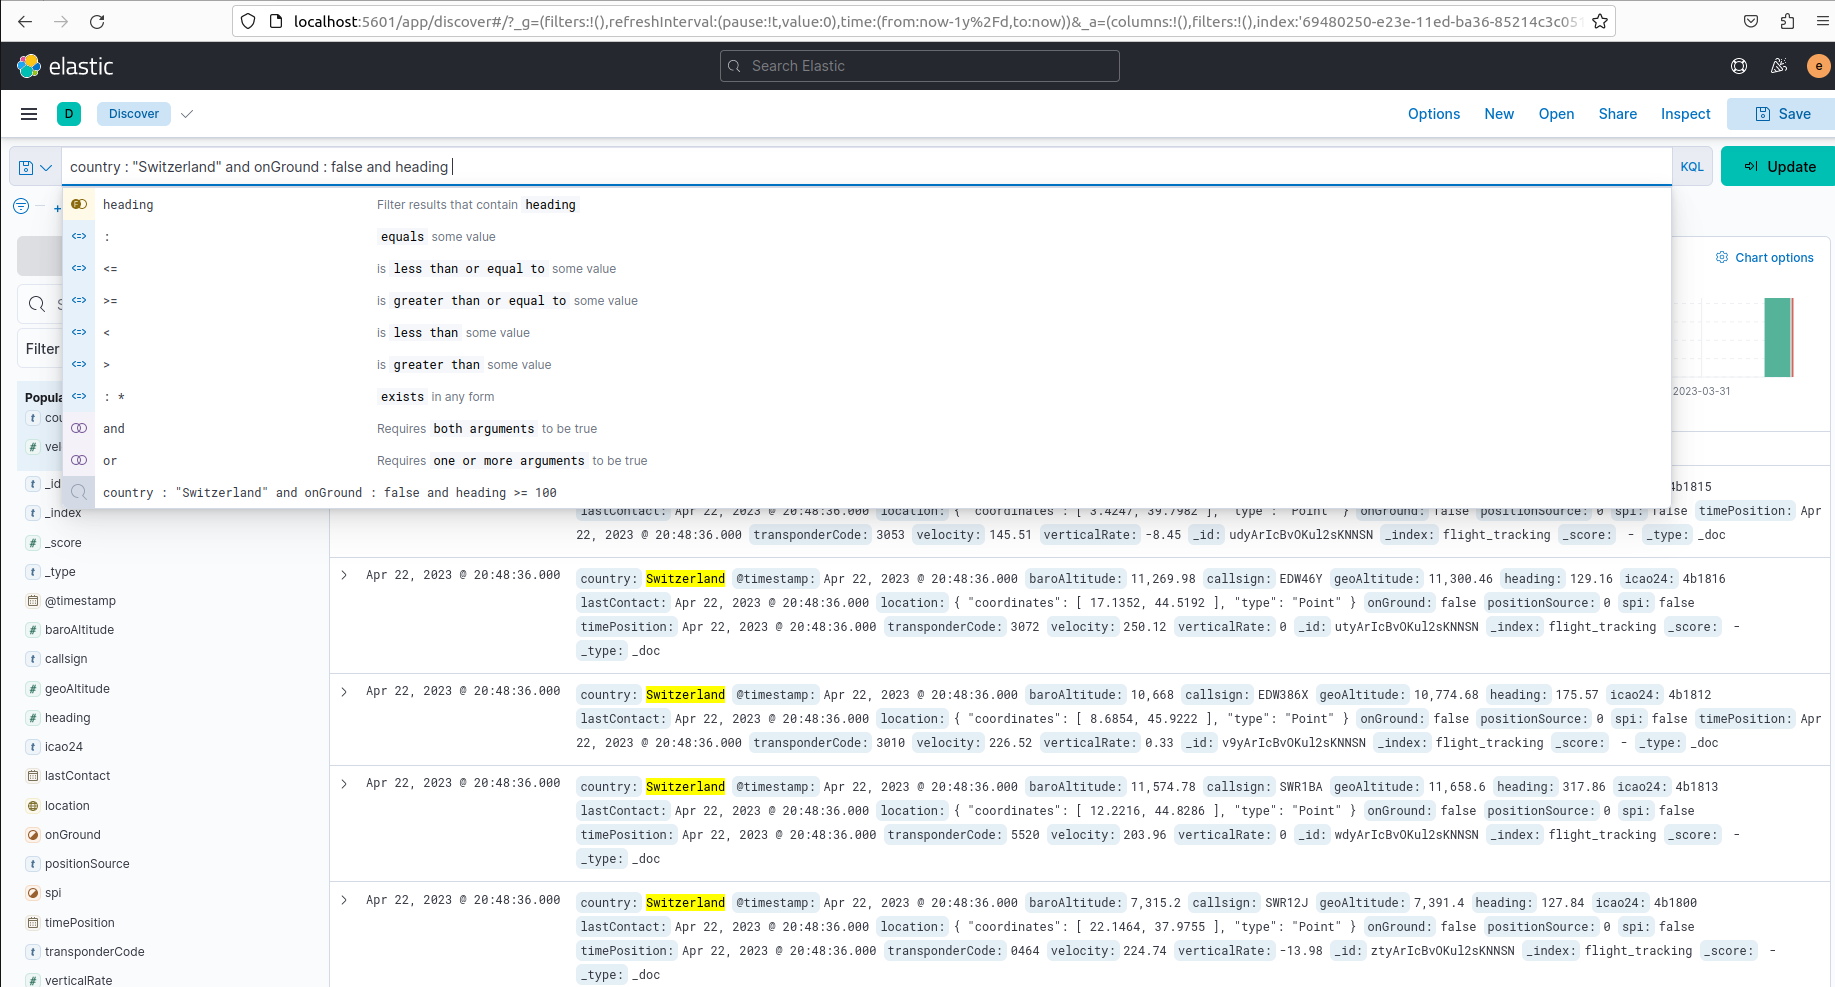 localhost:5601/app/discover#/?_g=(filters:!(),refreshInterval:(pause:!t,value:0),time:(from:now-1y%2Fd,to:now))&_a=(columns:!(),filters:!(),index:'69480250-e23e-11ed-ba36-85214c3c051
elastic
Search Elastic
e
D Discover
Options New Open Share Inspect Save
country : "Switzerland" and onGround : false and heading
KQL
Update
heading Filter results that contain heading
: equals some value
<= is less than or equal to some value
>= is greater than or equal to some value
< is less than some value
> is greater than some value
: * exists in any form
and Requires both arguments to be true
or Requires one or more arguments to be true
country : "Switzerland" and onGround : false and heading >= 100
Chart options
2023-03-31
Filter
Popula
t cou
# vel
t _id
t _index
# _score
t _type
@timestamp
# baroAltitude
t callsign
# geoAltitude
# heading
t icao24
lastContact
location
onGround
t positionSource
spi
timePosition
t transponderCode
# verticalRate
4b1815
lastContact: Apr 22, 2023 @ 20:48:36.000 location: { "coordinates": [ 3.4247, 39.7982 ], "type": "Point" } onGround: false positionSource: 0 spi: false timePosition: Apr
22, 2023 @ 20:48:36.000 transponderCode: 3053 velocity: 145.51 verticalRate: -8.45 _id: udyArIcBvOKul2sKNNSN _index: flight_tracking _score: - _type: _doc
Apr 22, 2023 @ 20:48:36.000
country: Switzerland @timestamp: Apr 22, 2023 @ 20:48:36.000 baroAltitude: 11,269.98 callsign: EDW46Y geoAltitude: 11,300.46 heading: 129.16 icao24: 4b1816
lastContact: Apr 22, 2023 @ 20:48:36.000 location: { "coordinates": [ 17.1352, 44.5192 ], "type": "Point" } onGround: false positionSource: 0 spi: false
timePosition: Apr 22, 2023 @ 20:48:36.000 transponderCode: 3072 velocity: 250.12 verticalRate: 0 _id: utyArIcBvOKul2sKNNSN _index: flight_tracking _score: -
_type: _doc
Apr 22, 2023 @ 20:48:36.000
country: Switzerland @timestamp: Apr 22, 2023 @ 20:48:36.000 baroAltitude: 10,668 callsign: EDW386X geoAltitude: 10,774.68 heading: 175.57 icao24: 4b1812
lastContact: Apr 22, 2023 @ 20:48:36.000 location: { "coordinates": [ 8.6854, 45.9222 ], "type": "Point" } onGround: false positionSource: 0 spi: false timePosition: Apr
22, 2023 @ 20:48:36.000 transponderCode: 3010 velocity: 226.52 verticalRate: 0.33 _id: v9yArIcBvOKul2sKNNSN _index: flight_tracking _score: - _type: _doc
Apr 22, 2023 @ 20:48:36.000
country: Switzerland @timestamp: Apr 22, 2023 @ 20:48:36.000 baroAltitude: 11,574.78 callsign: SWR1BA geoAltitude: 11,658.6 heading: 317.86 icao24: 4b1813
lastContact: Apr 22, 2023 @ 20:48:36.000 location: { "coordinates": [ 12.2216, 44.8286 ], "type": "Point" } onGround: false positionSource: 0 spi: false
timePosition: Apr 22, 2023 @ 20:48:36.000 transponderCode: 5520 velocity: 203.96 verticalRate: 0 _id: wdyArIcBvOKul2sKNNSN _index: flight_tracking _score: -
_type: _doc
Apr 22, 2023 @ 20:48:36.000
country: Switzerland @timestamp: Apr 22, 2023 @ 20:48:36.000 baroAltitude: 7,315.2 callsign: SWR12J geoAltitude: 7,391.4 heading: 127.84 icao24: 4b1800
lastContact: Apr 22, 2023 @ 20:48:36.000 location: { "coordinates": [ 22.1464, 37.9755 ], "type": "Point" } onGround: false positionSource: 0 spi: false
timePosition: Apr 22, 2023 @ 20:48:36.000 transponderCode: 0464 velocity: 224.74 verticalRate: -13.98 _id: ztyArIcBvOKul2sKNNSN _index: flight_tracking _score: -
_type: _doc